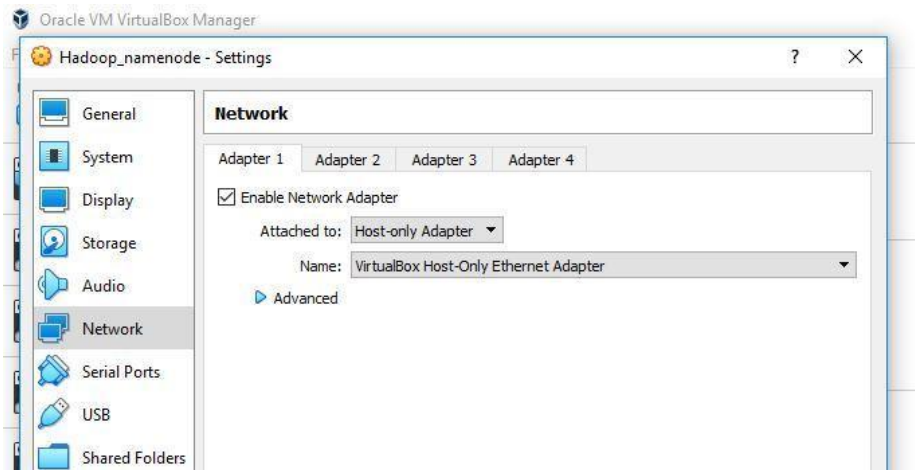 Oracle VM VirtualBox Manager
Hadoop_namenode - Settings ?
General
Network
System
Adapter 1 Adapter 2 Adapter 3 Adapter 4
Display
Enable Network Adapter
Attached to: Host-only Adapter
Storage
Name: VirtualBox Host-Only Ethernet Adapter
Audio
Advanced
Network
Serial Ports
USB
Shared Folders